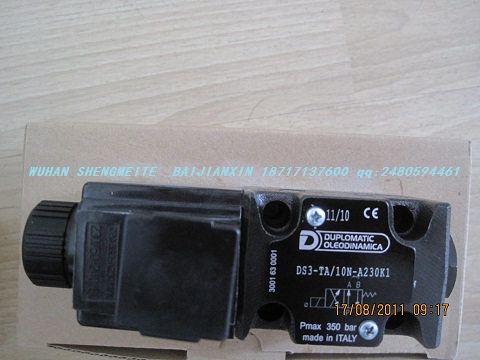 WUHAN SHENGMEITE BAIJIANXIN 18717137600 qq:2480594461
11/10 CE
D DUPLOMATIC
OLEODINAMICA
DS3-TA/10N-A230K1
A B
3001 63 0001
Pmax 350 bar
made in ITALY
17/08/2011 09:17